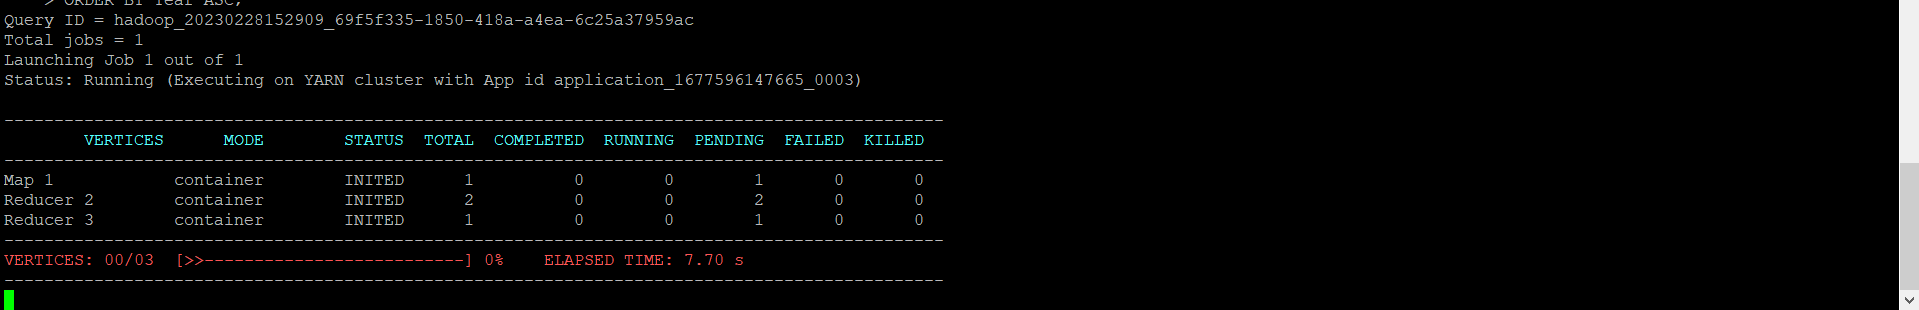 > ORDER BY Year ASC;
Query ID = hadoop_20230228152909_69f5f335-1850-418a-a4ea-6c25a37959ac
Total jobs = 1
Launching Job 1 out of 1
Status: Running (Executing on YARN cluster with App id application_1677596147665_0003)
----------------------------------------------------------------------------------------------
VERTICES MODE STATUS TOTAL COMPLETED RUNNING PENDING FAILED KILLED
----------------------------------------------------------------------------------------------
Map 1 container INITED 1 0 0 1 0 0
Reducer 2 container INITED 2 0 0 2 0 0
Reducer 3 container INITED 1 0 0 1 0 0
----------------------------------------------------------------------------------------------
VERTICES: 00/03 [>>--------------------------] 0% ELAPSED TIME: 7.70 s
----------------------------------------------------------------------------------------------